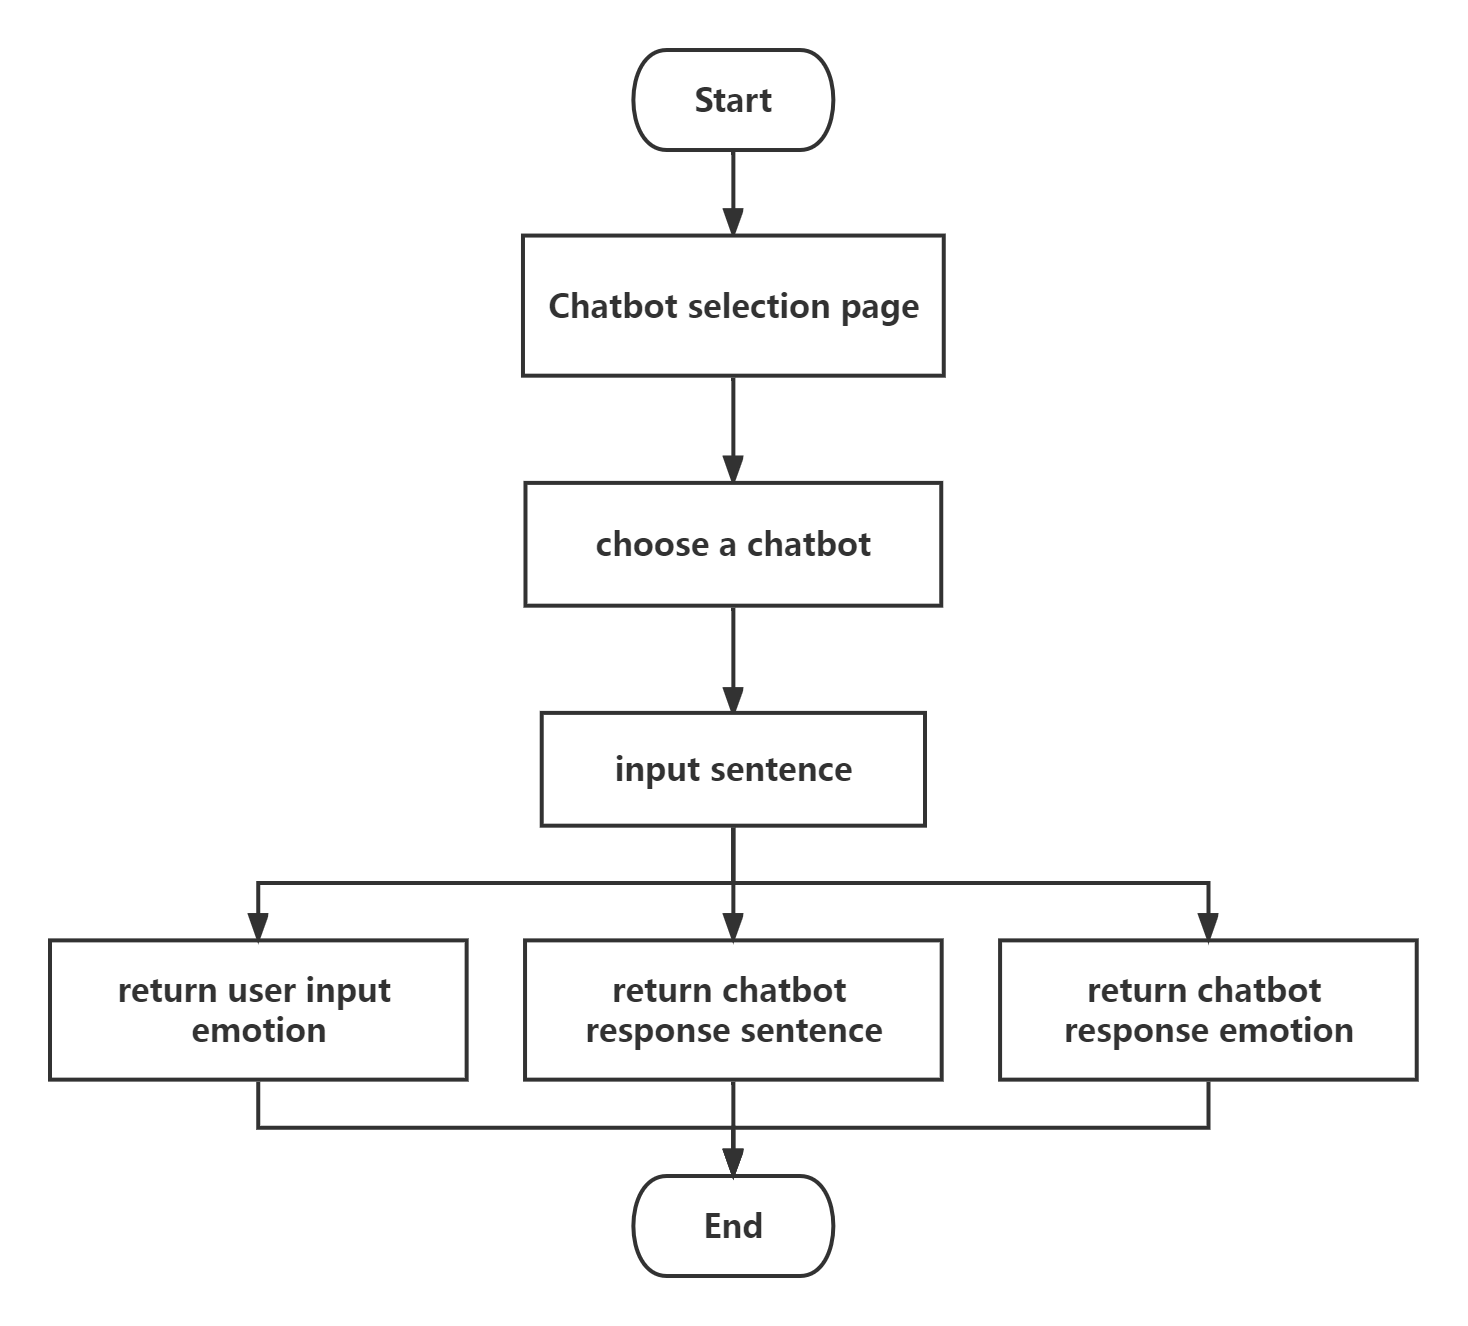 Start
Chatbot selection page
choose a chatbot
input sentence
return user input
emotion
return chatbot
response sentence
return chatbot
response emotion
End